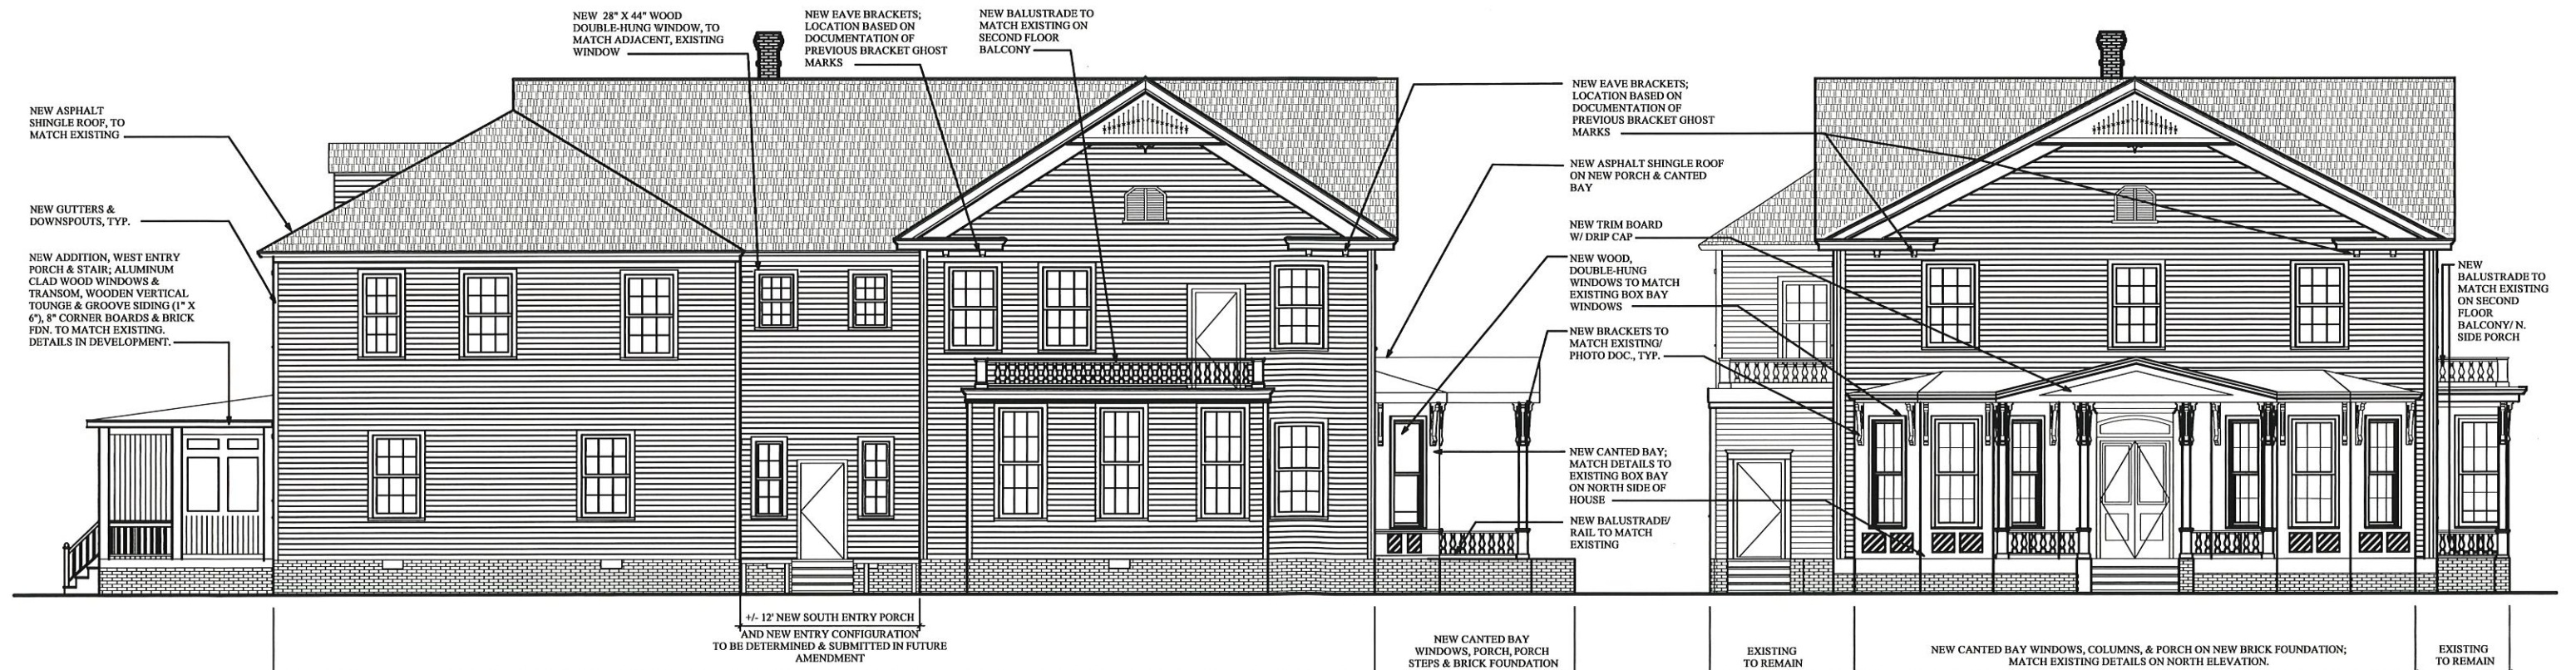 NEW 28" X 44" WOOD
DOUBLE-HUNG WINDOW, TO
MATCH ADJACENT, EXISTING
WINDOW
NEW EAVE BRACKETS;
LOCATION BASED ON
DOCUMENTATION OF
PREVIOUS BRACKET GHOST
MARKS
NEW BALUSTRADE TO
MATCH EXISTING ON
SECOND FLOOR
BALCONY
NEW ASPHALT
SHINGLE ROOF, TO
MATCH EXISTING
NEW GUTTERS &
DOWNSPOUTS, TYP.
NEW ADDITION, WEST ENTRY
PORCH & STAIR; ALUMINUM
CLAD WOOD WINDOWS &
TRANSOM, WOODEN VERTICAL
TOUNGE & GROOVE SIDING (1" X
6"), 8" CORNER BOARDS & BRICK
FDN. TO MATCH EXISTING.
DETAILS IN DEVELOPMENT.
NEW EAVE BRACKETS;
LOCATION BASED ON
DOCUMENTATION OF
PREVIOUS BRACKET GHOST
MARKS
NEW ASPHALT SHINGLE ROOF
ON NEW PORCH & CANTED
BAY
NEW TRIM BOARD
W/ DRIP CAP
NEW WOOD,
DOUBLE-HUNG
WINDOWS TO MATCH
EXISTING BOX BAY
WINDOWS
NEW BRACKETS TO
MATCH EXISTING/
PHOTO DOC., TYP.
NEW CANTED BAY;
MATCH DETAILS TO
EXISTING BOX BAY
ON NORTH SIDE OF
HOUSE
NEW BALUSTRADE/
RAIL TO MATCH
EXISTING
NEW
BALUSTRADE TO
MATCH EXISTING
ON SECOND
FLOOR
BALCONY/ N.
SIDE PORCH
+/- 12' NEW SOUTH ENTRY PORCH
AND NEW ENTRY CONFIGURATION
TO BE DETERMINED & SUBMITTED IN FUTURE
AMENDMENT
NEW CANTED BAY
WINDOWS, PORCH, PORCH
STEPS & BRICK FOUNDATION
EXISTING
TO REMAIN
NEW CANTED BAY WINDOWS, COLUMNS, & PORCH ON NEW BRICK FOUNDATION;
MATCH EXISTING DETAILS ON NORTH ELEVATION.
EXISTING
TO REMAIN